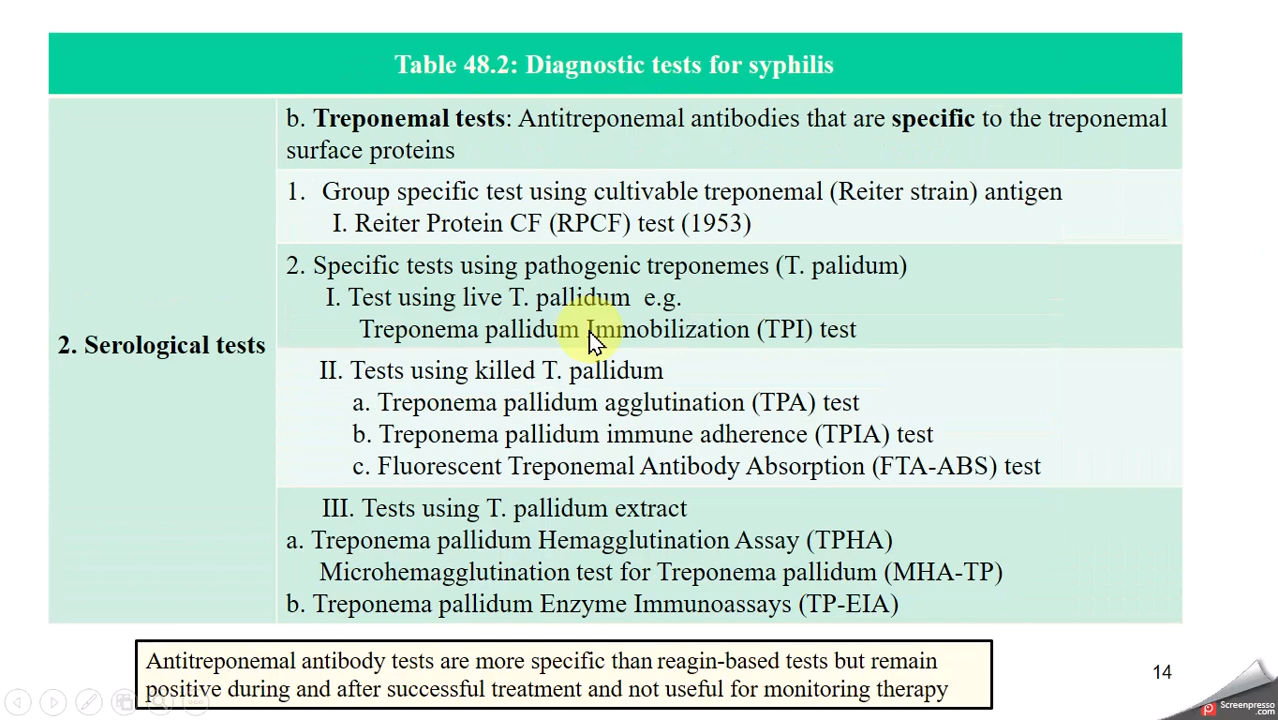 Table 48.2: Diagnostic tests for syphilis
2. Serological tests
b. Treponemal tests: Antitreponemal antibodies that are specific to the treponemal
surface proteins
1. Group specific test using cultivable treponemal (Reiter strain) antigen
I. Reiter Protein CF (RPCF) test (1953)
2. Specific tests using pathogenic treponemes (T. palidum)
I. Test using live T. pallidum e.g.
Treponema pallidum Immobilization (TPI) test
II. Tests using killed T. pallidum
a. Treponema pallidum agglutination (TPA) test
b. Treponema pallidum immune adherence (TPIA) test
c. Fluorescent Treponemal Antibody Absorption (FTA-ABS) test
III. Tests using T. pallidum extract
a. Treponema pallidum Hemagglutination Assay (TPHA)
Microhemagglutination test for Treponema pallidum (MHA-TP)
b. Treponema pallidum Enzyme Immunoassays (TP-EIA)
Antitreponemal antibody tests are more specific than reagin-based tests but remain
positive during and after successful treatment and not useful for monitoring therapy
14
Screenpresso
.com